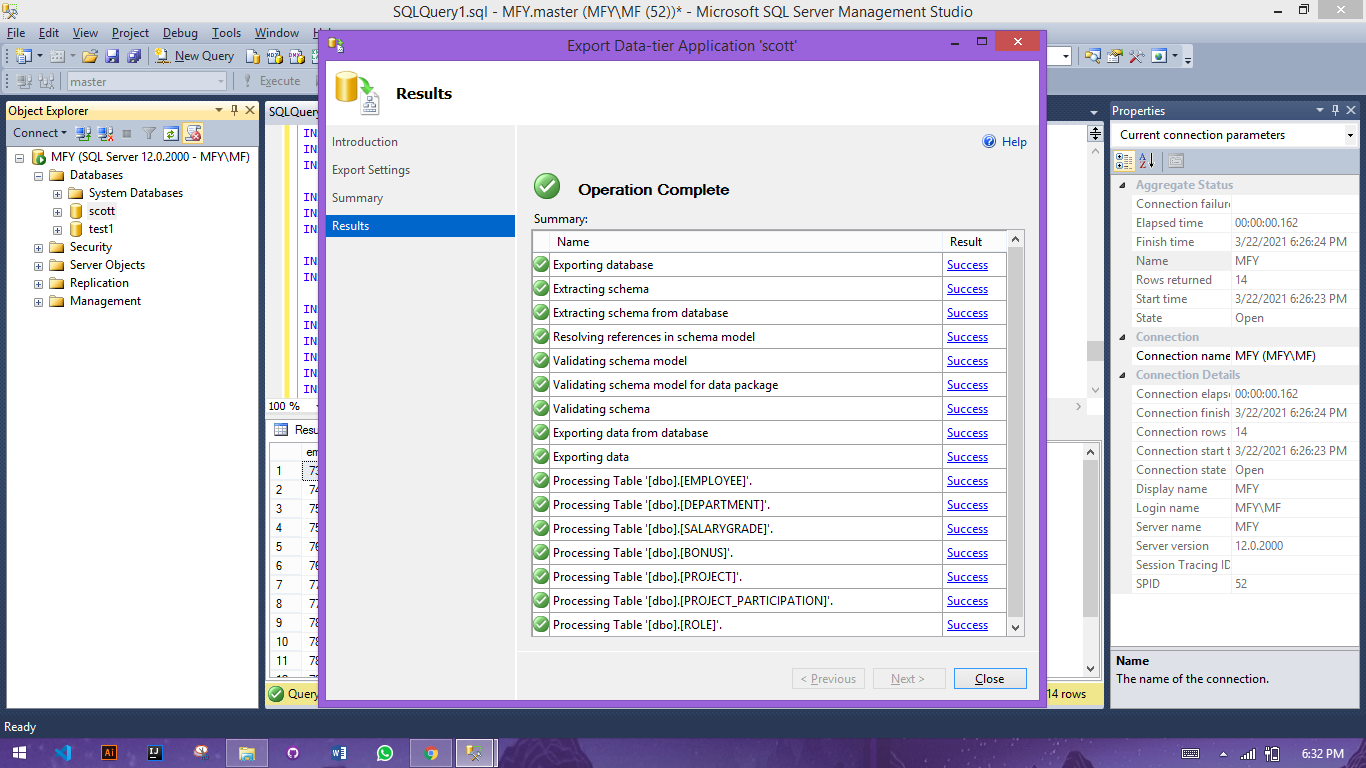 SQLQuery1.sql - MFY.master (MFY\MF (52))* - Microsoft SQL Server Management Studio
File Edit View Project Debug Tools Window
New Query
master
Execute
Object Explorer
Connect
MFY (SQL Server 12.0.2000 - MFY\MF)
Databases
System Databases
scott
test1
Security
Server Objects
Replication
Management
SQLQuery
IN
IN
IN
IN
IN
IN
IN
IN
IN
IN
IN
IN
IN
IN
100 %
Resu
em
1 73
2 74
3 75
4 75
5 76
6 76
7 77
8 77
9 78
10 78
11 78
Query
14 rows
Export Data-tier Application 'scott'
Results
Introduction
Export Settings
Summary
Results
Help
Operation Complete
Summary:
Name Result
Exporting database Success
Extracting schema Success
Extracting schema from database Success
Resolving references in schema model Success
Validating schema model Success
Validating schema model for data package Success
Validating schema Success
Exporting data from database Success
Exporting data Success
Processing Table '[dbo].[EMPLOYEE]'. Success
Processing Table '[dbo].[DEPARTMENT]'. Success
Processing Table '[dbo].[SALARYGRADE]'. Success
Processing Table '[dbo].[BONUS]'. Success
Processing Table '[dbo].[PROJECT]'. Success
Processing Table '[dbo].[PROJECT_PARTICIPATION]'. Success
Processing Table '[dbo].[ROLE]'. Success
< Previous Next > Close
Properties
Current connection parameters
Aggregate Status
Connection failure
Elapsed time 00:00:00.162
Finish time 3/22/2021 6:26:24 PM
Name MFY
Rows returned 14
Start time 3/22/2021 6:26:23 PM
State Open
Connection
Connection name MFY (MFY\MF)
Connection Details
Connection elapse 00:00:00.162
Connection finish 3/22/2021 6:26:24 PM
Connection rows 14
Connection start t 3/22/2021 6:26:23 PM
Connection state Open
Display name MFY
Login name MFY\MF
Server name MFY
Server version 12.0.2000
Session Tracing ID
SPID 52
Name
The name of the connection.
Ready
6:32 PM